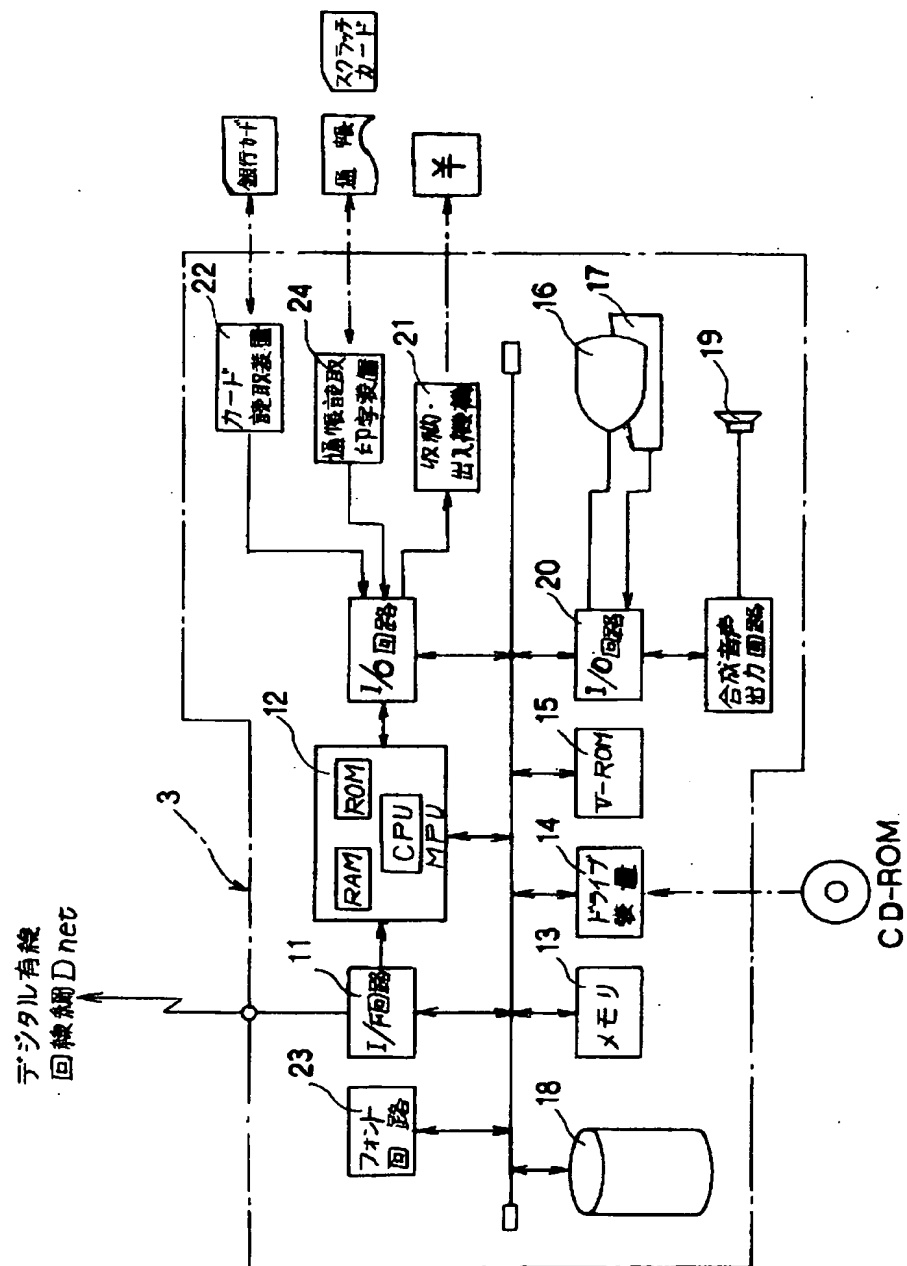 デジタル有線
回線網Dnet
3
銀行カード
通 帳
スクラッチ
カード
¥
22
カード
読取装置
24
通帳読取
印字装置
21
収納・
出入機構
12
RAM
ROM
CPU
MPU
I/O回路
11
I/F回路
23
フォント
回 路
18
13
メモリ
14
ドライブ
装 置
15
V-ROM
20
I/O回路
16
17
19
合成音声
出力回路
CD-ROM